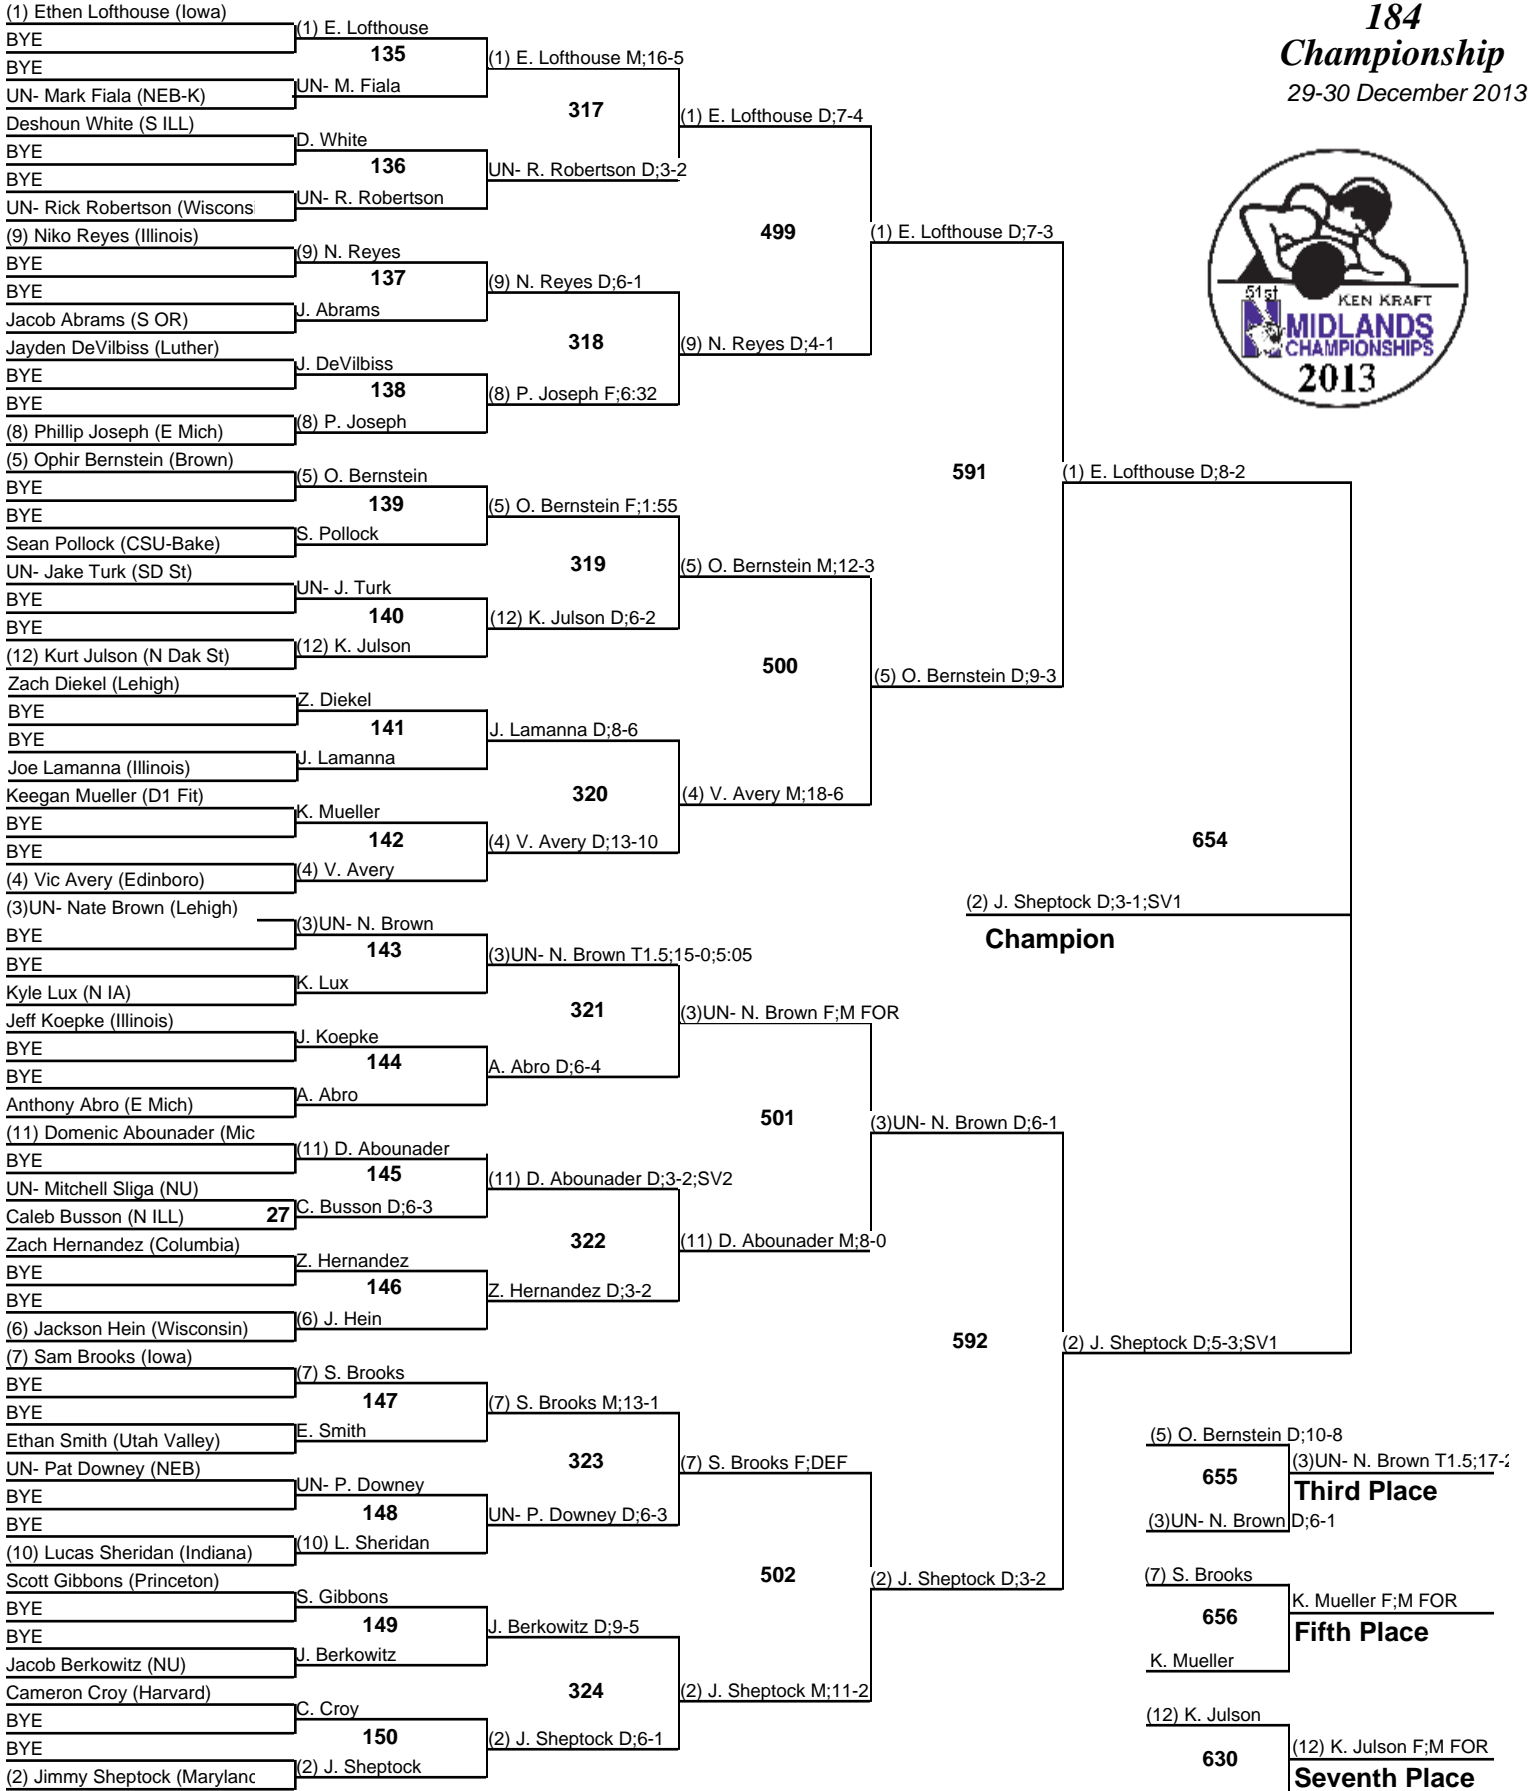 184
Championship
29-30 December 2013
51st
KEN KRAFT
N
MIDLANDS
CHAMPIONSHIPS
2013
(1) Ethen Lofthouse (Iowa)
BYE
BYE
UN- Mark Fiala (NEB-K)
Deshoun White (S ILL)
BYE
BYE
UN- Rick Robertson (Wisconsi
(9) Niko Reyes (Illinois)
BYE
BYE
Jacob Abrams (S OR)
Jayden DeVilbiss (Luther)
BYE
BYE
(8) Phillip Joseph (E Mich)
(5) Ophir Bernstein (Brown)
BYE
BYE
Sean Pollock (CSU-Bake)
UN- Jake Turk (SD St)
BYE
BYE
(12) Kurt Julson (N Dak St)
Zach Diekel (Lehigh)
BYE
BYE
Joe Lamanna (Illinois)
Keegan Mueller (D1 Fit)
BYE
BYE
(4) Vic Avery (Edinboro)
(3)UN- Nate Brown (Lehigh)
BYE
BYE
Kyle Lux (N IA)
Jeff Koepke (Illinois)
BYE
BYE
Anthony Abro (E Mich)
(11) Domenic Abounader (Mic
BYE
UN- Mitchell Sliga (NU)
Caleb Busson (N ILL) 27
Zach Hernandez (Columbia)
BYE
BYE
(6) Jackson Hein (Wisconsin)
(7) Sam Brooks (Iowa)
BYE
BYE
Ethan Smith (Utah Valley)
UN- Pat Downey (NEB)
BYE
BYE
(10) Lucas Sheridan (Indiana)
Scott Gibbons (Princeton)
BYE
BYE
Jacob Berkowitz (NU)
Cameron Croy (Harvard)
BYE
BYE
(2) Jimmy Sheptock (Maryland
(1) E. Lofthouse
135
UN- M. Fiala
D. White
136
UN- R. Robertson
(9) N. Reyes
137
J. Abrams
J. DeVilbiss
138
(8) P. Joseph
(5) O. Bernstein
139
S. Pollock
UN- J. Turk
140
(12) K. Julson
Z. Diekel
141
J. Lamanna
K. Mueller
142
(4) V. Avery
(3)UN- N. Brown
143
K. Lux
J. Koepke
144
A. Abro
(11) D. Abounader
145
C. Busson D;6-3
Z. Hernandez
146
(6) J. Hein
(7) S. Brooks
147
E. Smith
UN- P. Downey
148
(10) L. Sheridan
S. Gibbons
149
J. Berkowitz
C. Croy
150
(2) J. Sheptock
(1) E. Lofthouse M;16-5
317
UN- R. Robertson D;3-2
(9) N. Reyes D;6-1
318
(8) P. Joseph F;6:32
(5) O. Bernstein F;1:55
319
(12) K. Julson D;6-2
J. Lamanna D;8-6
320
(4) V. Avery D;13-10
(3)UN- N. Brown T1.5;15-0;5:05
321
A. Abro D;6-4
(11) D. Abounader D;3-2;SV2
322
Z. Hernandez D;3-2
(7) S. Brooks M;13-1
323
UN- P. Downey D;6-3
J. Berkowitz D;9-5
324
(2) J. Sheptock D;6-1
(1) E. Lofthouse D;7-4
499
(9) N. Reyes D;4-1
(5) O. Bernstein M;12-3
500
(4) V. Avery M;18-6
(3)UN- N. Brown F;M FOR
501
(11) D. Abounader M;8-0
(7) S. Brooks F;DEF
502
(2) J. Sheptock M;11-2
(1) E. Lofthouse D;7-3
591
(5) O. Bernstein D;9-3
(3)UN- N. Brown D;6-1
592
(2) J. Sheptock D;3-2
(1) E. Lofthouse D;8-2
654
(2) J. Sheptock D;5-3;SV1
(2) J. Sheptock D;3-1;SV1
Champion
(5) O. Bernstein D;10-8
655
(3)UN- N. Brown D;6-1
(3)UN- N. Brown T1.5;17-2
Third Place
(7) S. Brooks
656
K. Mueller
K. Mueller F;M FOR
Fifth Place
(12) K. Julson
630
(12) K. Julson F;M FOR
Seventh Place